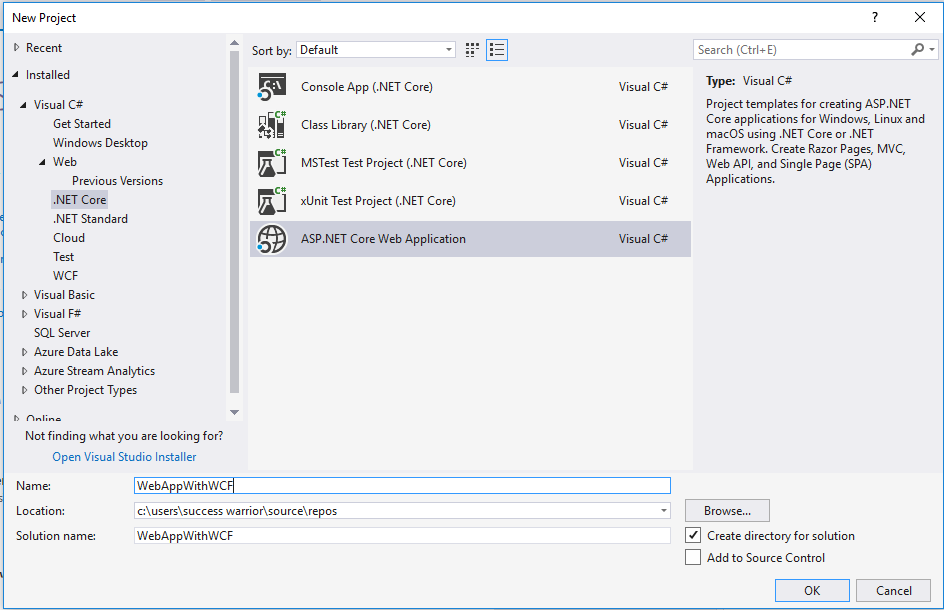 New Project
?
Recent
Installed
Visual C#
Get Started
Windows Desktop
Web
Previous Versions
.NET Core
.NET Standard
Cloud
Test
WCF
Visual Basic
Visual F#
SQL Server
Azure Data Lake
Azure Stream Analytics
Other Project Types
Online
Not finding what you are looking for?
Open Visual Studio Installer
Sort by: Default
Console App (.NET Core) Visual C#
Class Library (.NET Core) Visual C#
MSTest Test Project (.NET Core) Visual C#
xUnit Test Project (.NET Core) Visual C#
ASP.NET Core Web Application Visual C#
Search (Ctrl+E)
Type: Visual C#
Project templates for creating ASP.NET
Core applications for Windows, Linux and
macOS using .NET Core or .NET
Framework. Create Razor Pages, MVC,
Web API, and Single Page (SPA)
Applications.
Name: WebAppWithWCF
Location: c:\users\success warrior\source\repos
Browse...
Solution name: WebAppWithWCF
Create directory for solution
Add to Source Control
OK
Cancel